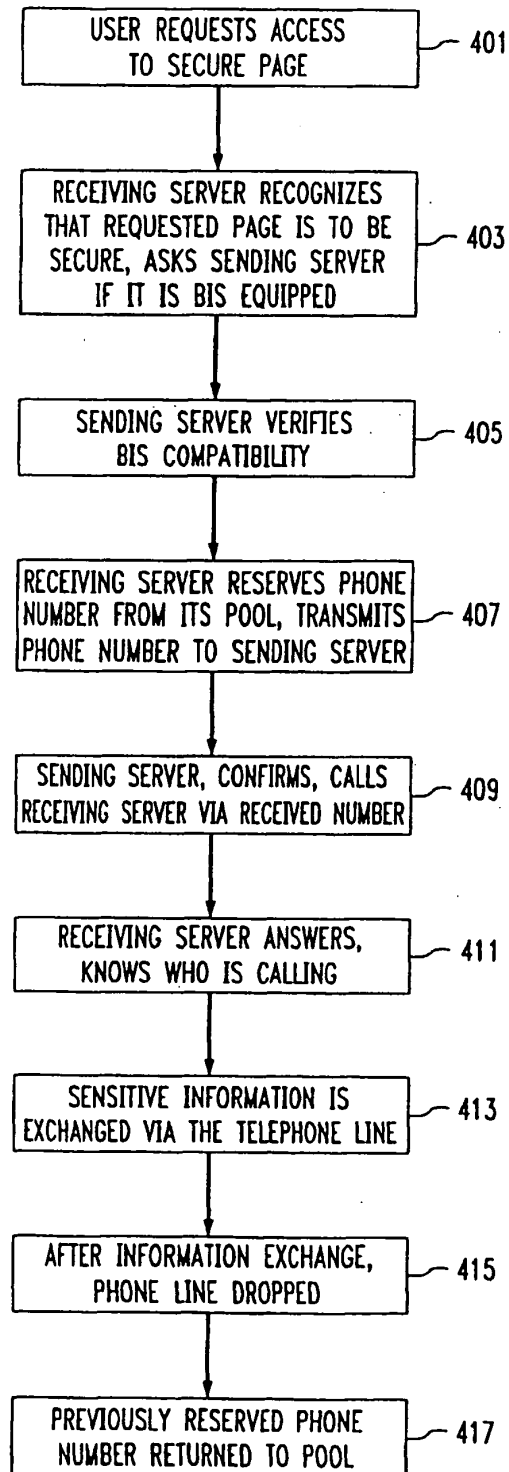 USER REQUESTS ACCESS
TO SECURE PAGE
401
RECEIVING SERVER RECOGNIZES
THAT REQUESTED PAGE IS TO BE
SECURE, ASKS SENDING SERVER
IF IT IS BIS EQUIPPED
403
SENDING SERVER VERIFIES
BIS COMPATIBILITY
405
RECEIVING SERVER RESERVES PHONE
NUMBER FROM ITS POOL, TRANSMITS
PHONE NUMBER TO SENDING SERVER
407
SENDING SERVER, CONFIRMS, CALLS
RECEIVING SERVER VIA RECEIVED NUMBER
409
RECEIVING SERVER ANSWERS,
KNOWS WHO IS CALLING
411
SENSITIVE INFORMATION IS
EXCHANGED VIA THE TELEPHONE LINE
413
AFTER INFORMATION EXCHANGE,
PHONE LINE DROPPED
415
PREVIOUSLY RESERVED PHONE
NUMBER RETURNED TO POOL
417